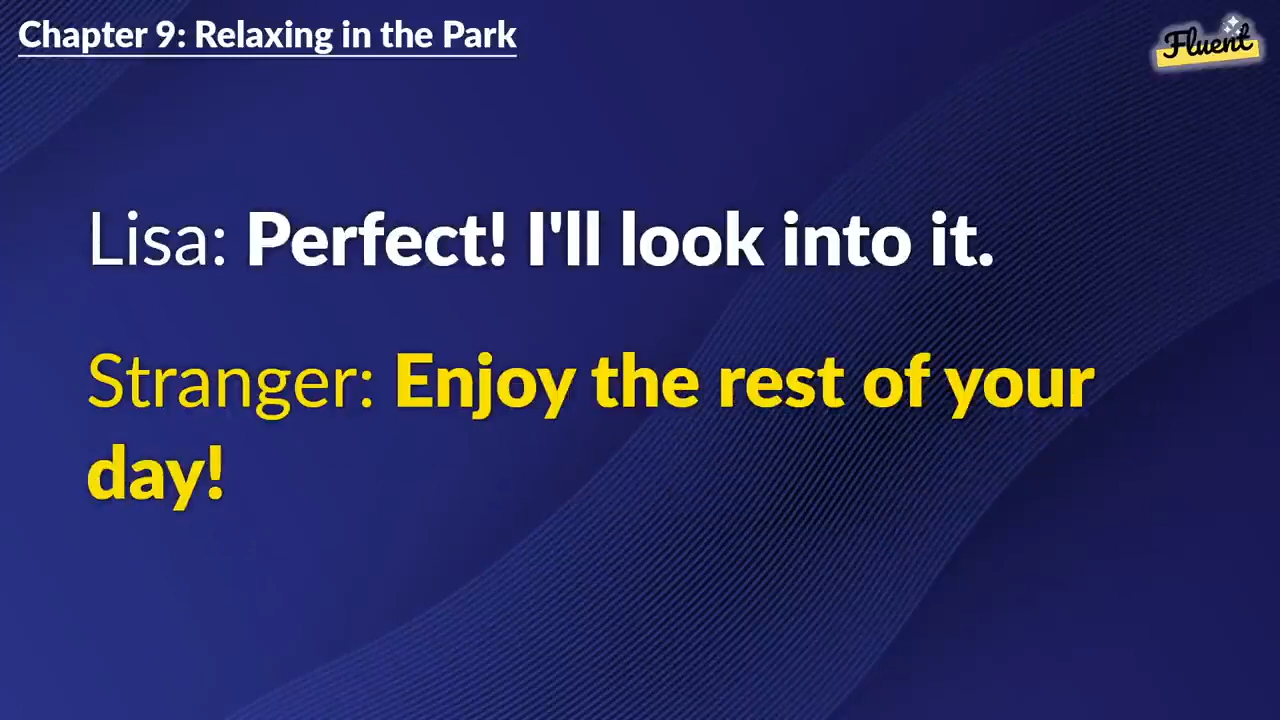 Chapter 9: Relaxing in the Park
Fluent
Lisa: Perfect! I'll look into it.
Stranger: Enjoy the rest of your
day!